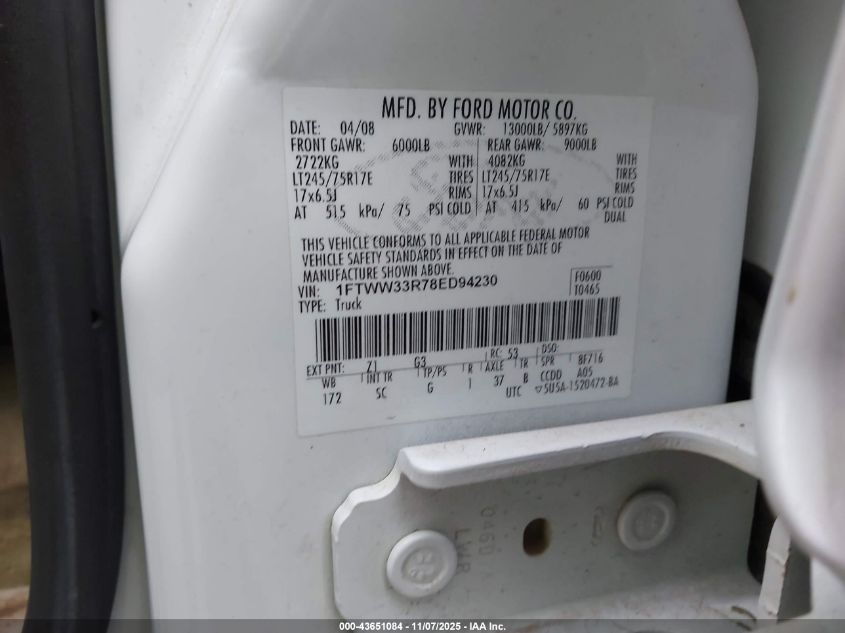 MFD. BY FORD MOTOR CO.
DATE: 04/08 GVWR: 13000LB/ 5897KG
FRONT GAWR: 6000LB REAR GAWR: 9000LB
2722KG WITH 4082KG WITH
LT245/75R17E TIRES LT245/75R17E TIRES
17x6.5J RIMS 17x6.5J RIMS
AT 515 kPa/ 75 PSI COLD AT 415 kPa/ 60 PSI COLD
DUAL
THIS VEHICLE CONFORMS TO ALL APPLICABLE FEDERAL MOTOR
VEHICLE SAFETY STANDARDS IN EFFECT ON THE DATE OF
MANUFACTURE SHOWN ABOVE.
VIN: 1FTWW33R78ED94230 F0600
TYPE: Truck T0465
EXT PNT: Z1 G3 RC: 53 DSO:
WB INT TR TP/PS R AXLE TR SPR 8F716
172 SC G 1 37 B CCDD A05
UTC ▽5U5A-1520472-BA
0460
LWR
000-43651084 - 11/07/2025 - IAA Inc.